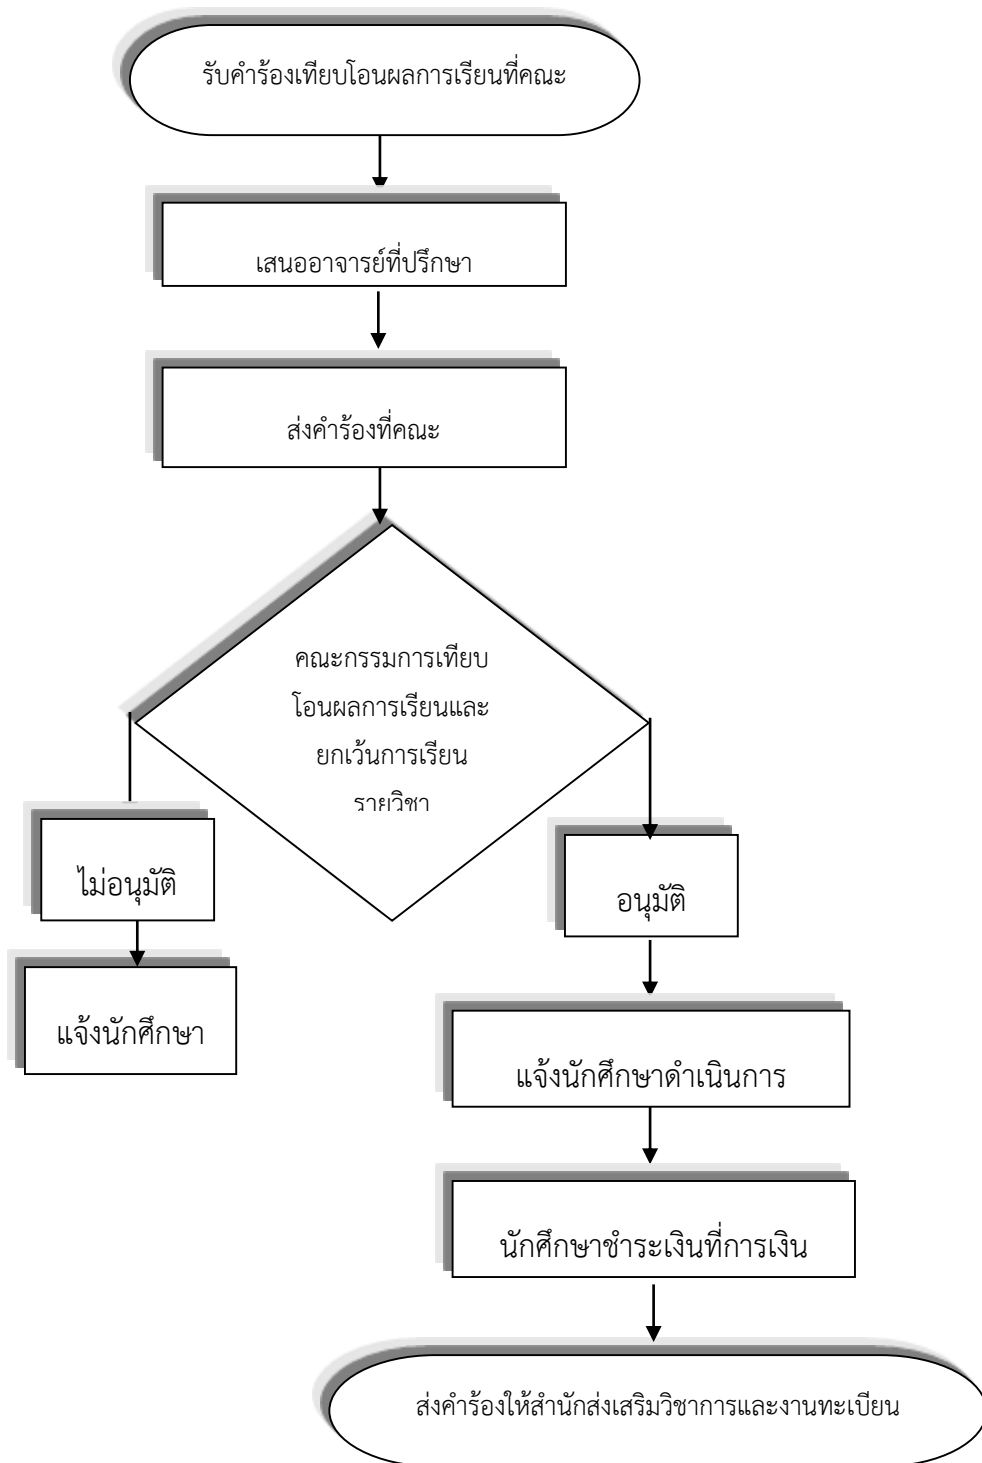 รับคำร้องเทียบโอนผลการเรียนที่คณะ
เสนออาจารย์ที่ปรึกษา
ส่งคำร้องที่คณะ
คณะกรรมการเทียบ
โอนผลการเรียนและ
ยกเว้นการเรียน
รายวิชา
ไม่อนุมัติ
อนุมัติ
แจ้งนักศึกษา
แจ้งนักศึกษาดำเนินการ
นักศึกษาชำระเงินที่การเงิน
ส่งคำร้องให้สำนักส่งเสริมวิชาการและงานทะเบียน